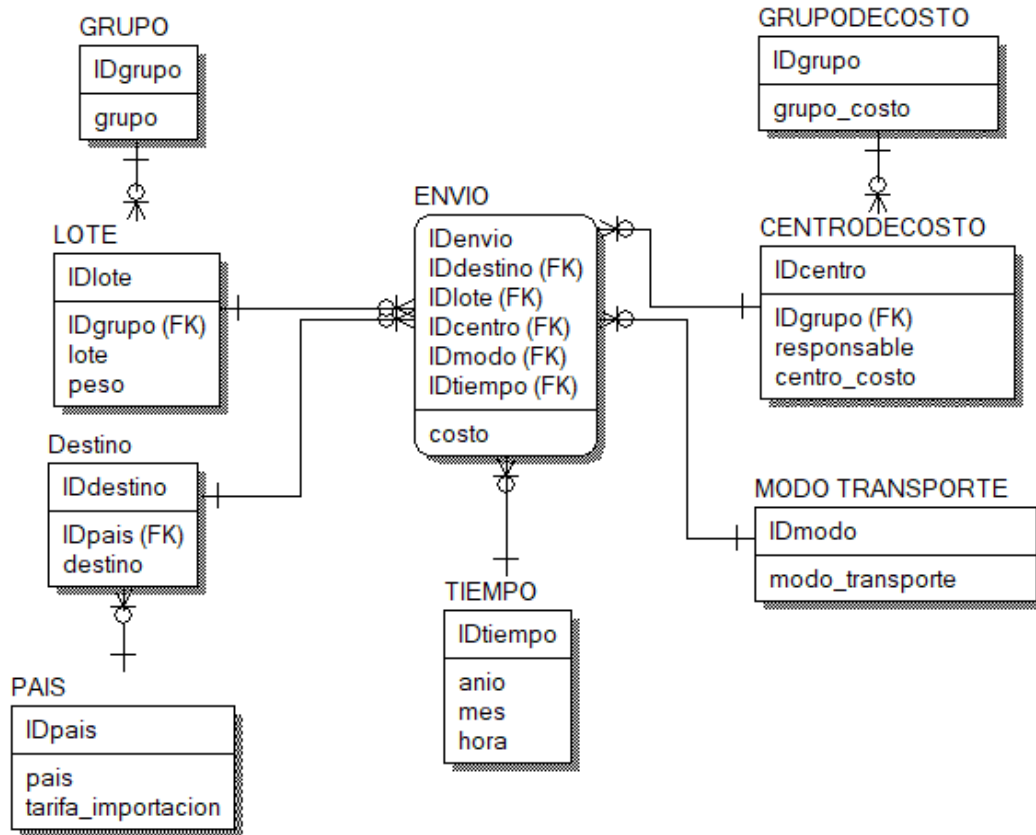 GRUPO
IDgrupo
grupo
LOTE
IDlote
IDgrupo (FK)
lote
peso
Destino
IDdestino
IDpais (FK)
destino
PAIS
IDpais
pais
tarifa_importacion
ENVIO
IDenvio
IDdestino (FK)
IDlote (FK)
IDcentro (FK)
IDmodo (FK)
IDtiempo (FK)
costo
TIEMPO
IDtiempo
anio
mes
hora
GRUPODECOSTO
IDgrupo
grupo_costo
CENTRODECOSTO
IDcentro
IDgrupo (FK)
responsable
centro_costo
MODO TRANSPORTE
IDmodo
modo_transporte